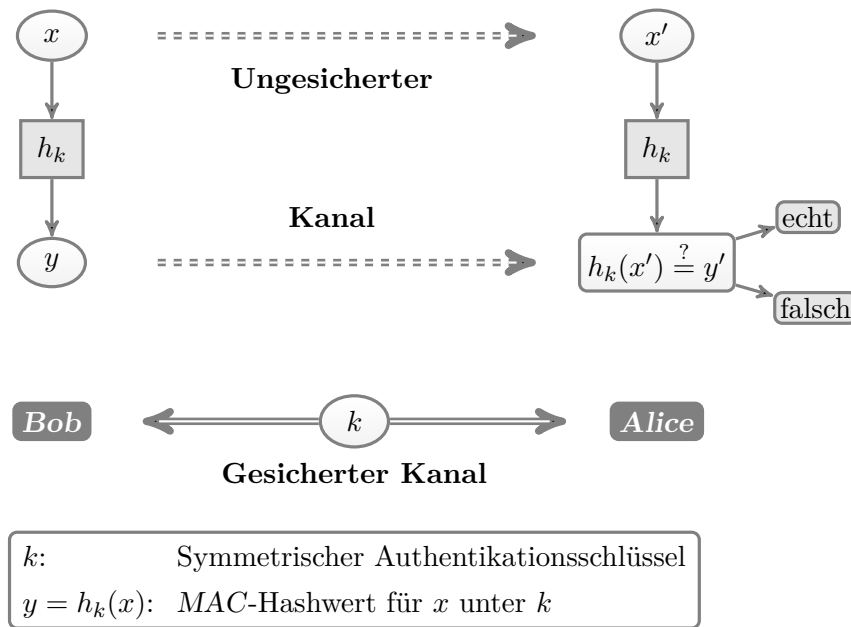 x x′
Ungesicherter
h_k h_k
Kanal
echt
y h_k(x′) ≟ y′
falsch
Bob k Alice
Gesicherter Kanal
k: Symmetrischer Authentikationsschlüssel
y = h_k(x): MAC-Hashwert für x unter k